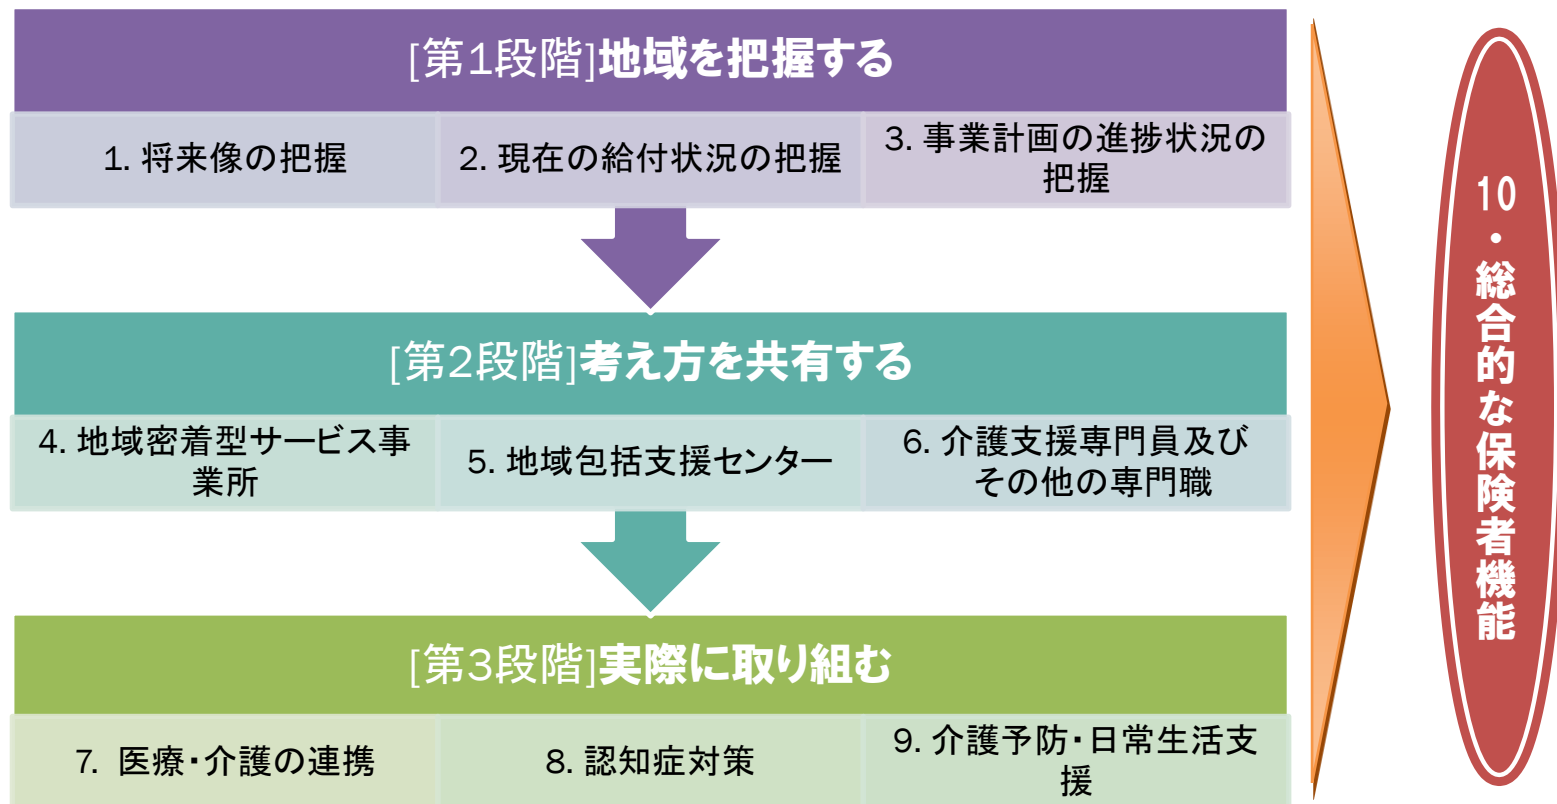 [第1段階]地域を把握する
1. 将来像の把握
2. 現在の給付状況の把握
3. 事業計画の進捗状況の
把握
[第2段階]考え方を共有する
4. 地域密着型サービス事
業所
5. 地域包括支援センター
6. 介護支援専門員及び
その他の専門職
[第3段階]実際に取り組む
7. 医療・介護の連携
8. 認知症対策
9. 介護予防・日常生活支
援
10・総合的な保険者機能